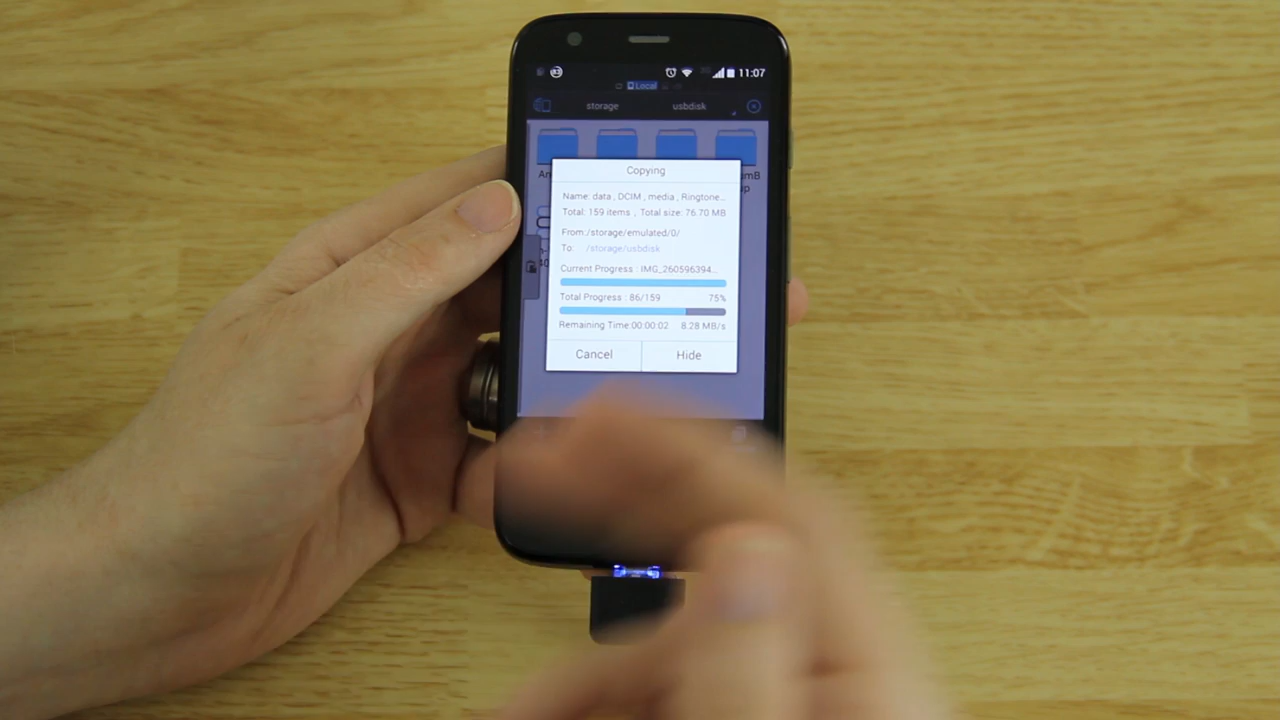 11:07
Local
storage usbdisk
Copying
Name: data , DCIM , media , Ringtone...
Total: 159 items , Total size: 76.70 MB
From:/storage/emulated/0/
To: /storage/usbdisk
Current Progress : IMG_260596394...
Total Progress : 86/159 75%
Remaining Time:00:00:02 8.28 MB/s
Cancel Hide